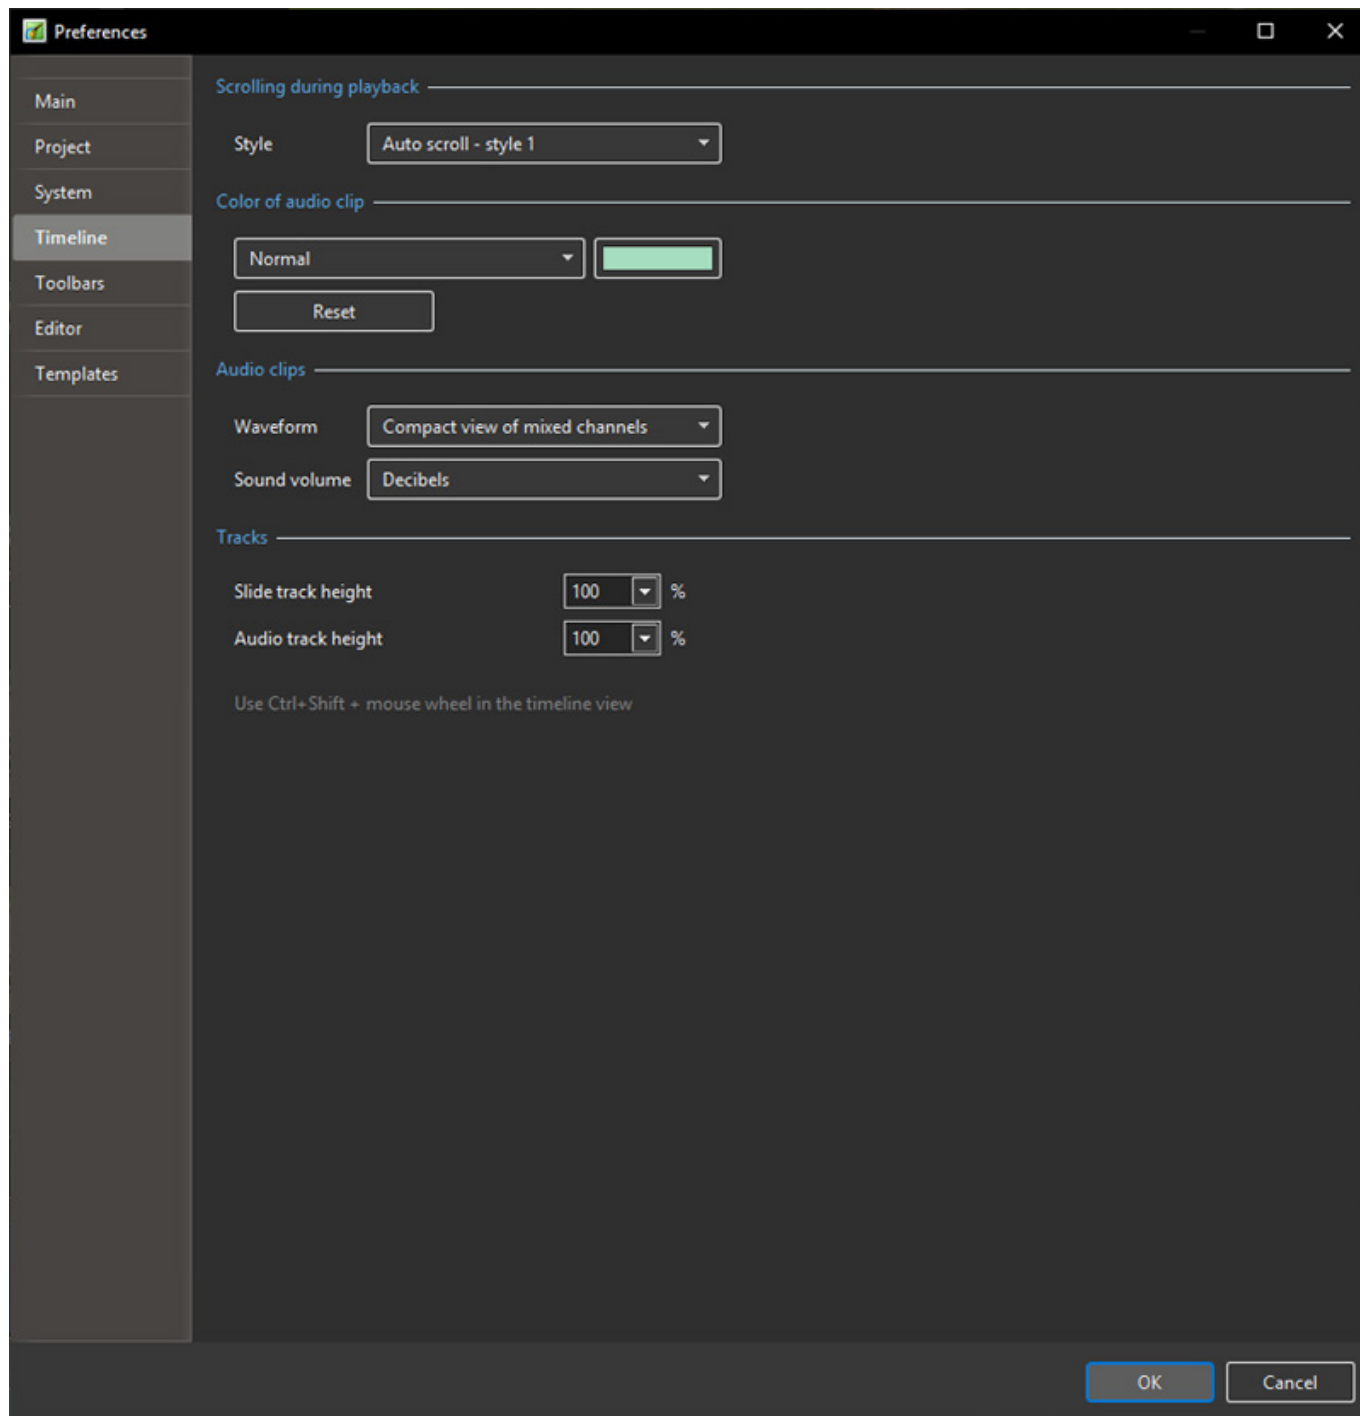 Preferences
Main
Project
System
Timeline
Toolbars
Editor
Templates
Scrolling during playback
Style Auto scroll - style 1
Color of audio clip
Normal
Reset
Audio clips
Waveform Compact view of mixed channels
Sound volume Decibels
Tracks
Slide track height 100 %
Audio track height 100 %
Use Ctrl+Shift + mouse wheel in the timeline view
OK Cancel